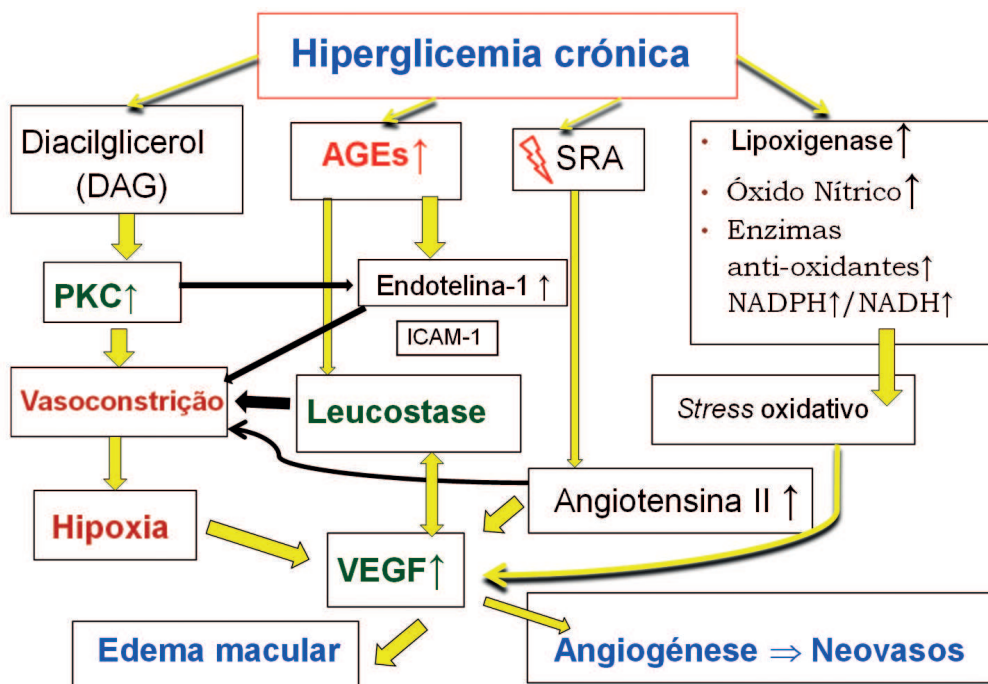 Hiperglicemia crónica
Diacilglicerol
(DAG)
AGEs↑
SRA
• Lipoxigenase↑
• Óxido Nítrico↑
• Enzimas
anti-oxidantes↑
NADPH↑/NADH↑
PKC↑
Endotelina-1 ↑
ICAM-1
Vasoconstrição
Leucostase
Stress oxidativo
Hipoxia
Angiotensina II ↑
VEGF↑
Edema macular
Angiogénese ⇒ Neovasos